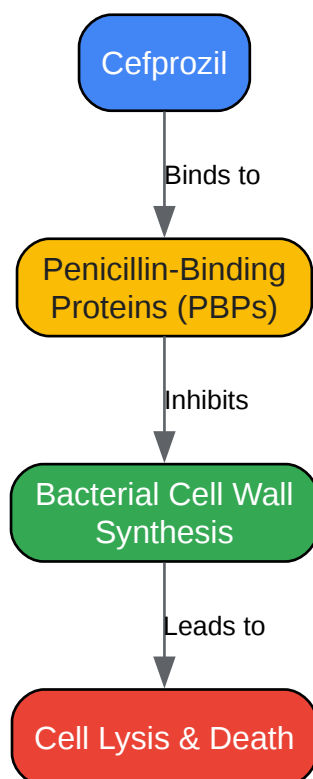 Cefprozil
Binds to
Penicillin-Binding
Proteins (PBPs)
Inhibits
Bacterial Cell Wall
Synthesis
Leads to
Cell Lysis & Death